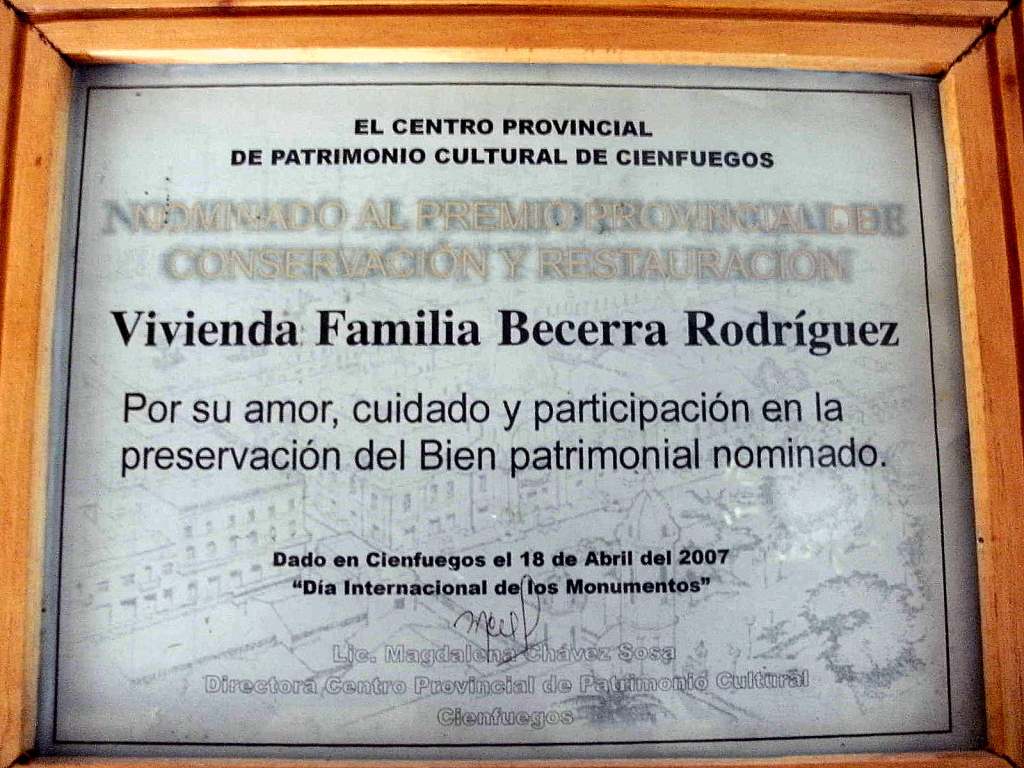 EL CENTRO PROVINCIAL
DE PATRIMONIO CULTURAL DE CIENFUEGOS
NOMINADO AL PREMIO PROVINCIAL DE
CONSERVACIÓN Y RESTAURACIÓN
Vivienda Familia Becerra Rodríguez
Por su amor, cuidado y participación en la
preservación del Bien patrimonial nominado.
Dado en Cienfuegos el 18 de Abril del 2007
“Día Internacional de los Monumentos”
Lic. Magdalena Chávez Sosa
Directora Centro Provincial de Patrimonio Cultural
Cienfuegos